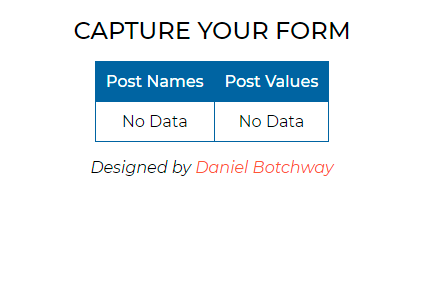 CAPTURE YOUR FORM
Post Names Post Values
No Data No Data
Designed by Daniel Botchway